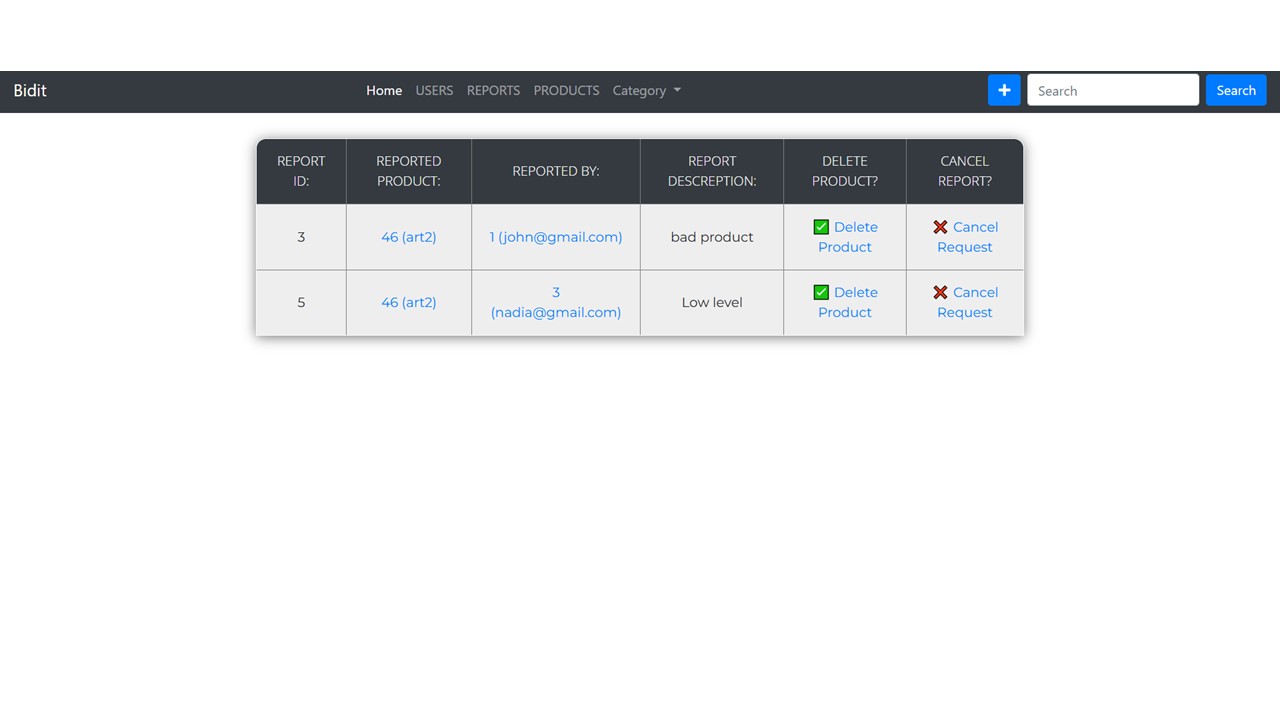 Bidit Home USERS REPORTS PRODUCTS Category + Search Search
REPORT ID: REPORTED PRODUCT: REPORTED BY: REPORT DESCREPTION: DELETE PRODUCT? CANCEL REPORT?
3 46 (art2) 1 (john@gmail.com) bad product ✅ Delete Product ❌ Cancel Request
5 46 (art2) 3 (nadia@gmail.com) Low level ✅ Delete Product ❌ Cancel Request